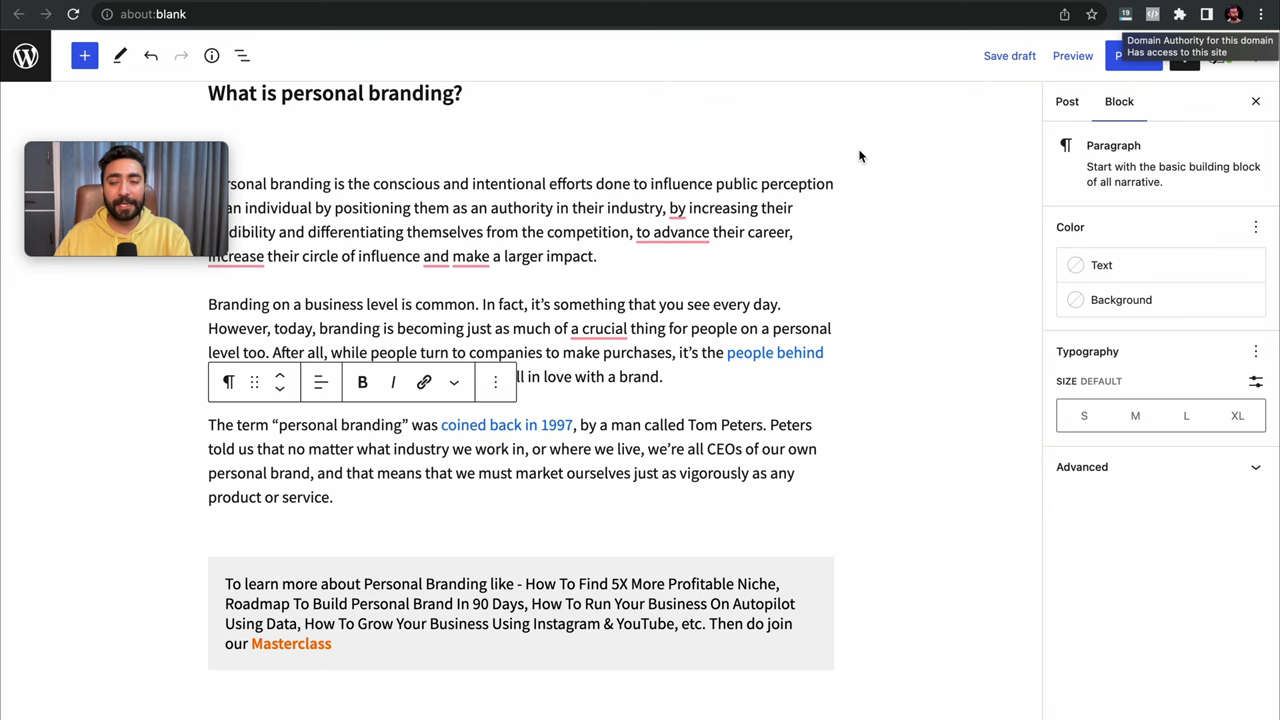 about:blank
19
Domain Authority for this domain
Has access to this site
Save draft
Preview
P
What is personal branding?
rsonal branding is the conscious and intentional efforts done to influence public perception
an individual by positioning them as an authority in their industry, by increasing their
dibility and differentiating themselves from the competition, to advance their career,
increase their circle of influence and make a larger impact.
Branding on a business level is common. In fact, it’s something that you see every day.
However, today, branding is becoming just as much of a crucial thing for people on a personal
level too. After all, while people turn to companies to make purchases, it’s the people behind
ll in love with a brand.
B I
The term “personal branding” was coined back in 1997, by a man called Tom Peters. Peters
told us that no matter what industry we work in, or where we live, we’re all CEOs of our own
personal brand, and that means that we must market ourselves just as vigorously as any
product or service.
To learn more about Personal Branding like - How To Find 5X More Profitable Niche,
Roadmap To Build Personal Brand In 90 Days, How To Run Your Business On Autopilot
Using Data, How To Grow Your Business Using Instagram & YouTube, etc. Then do join
our Masterclass
Post
Block
Paragraph
Start with the basic building block
of all narrative.
Color
Text
Background
Typography
SIZE DEFAULT
S M L XL
Advanced